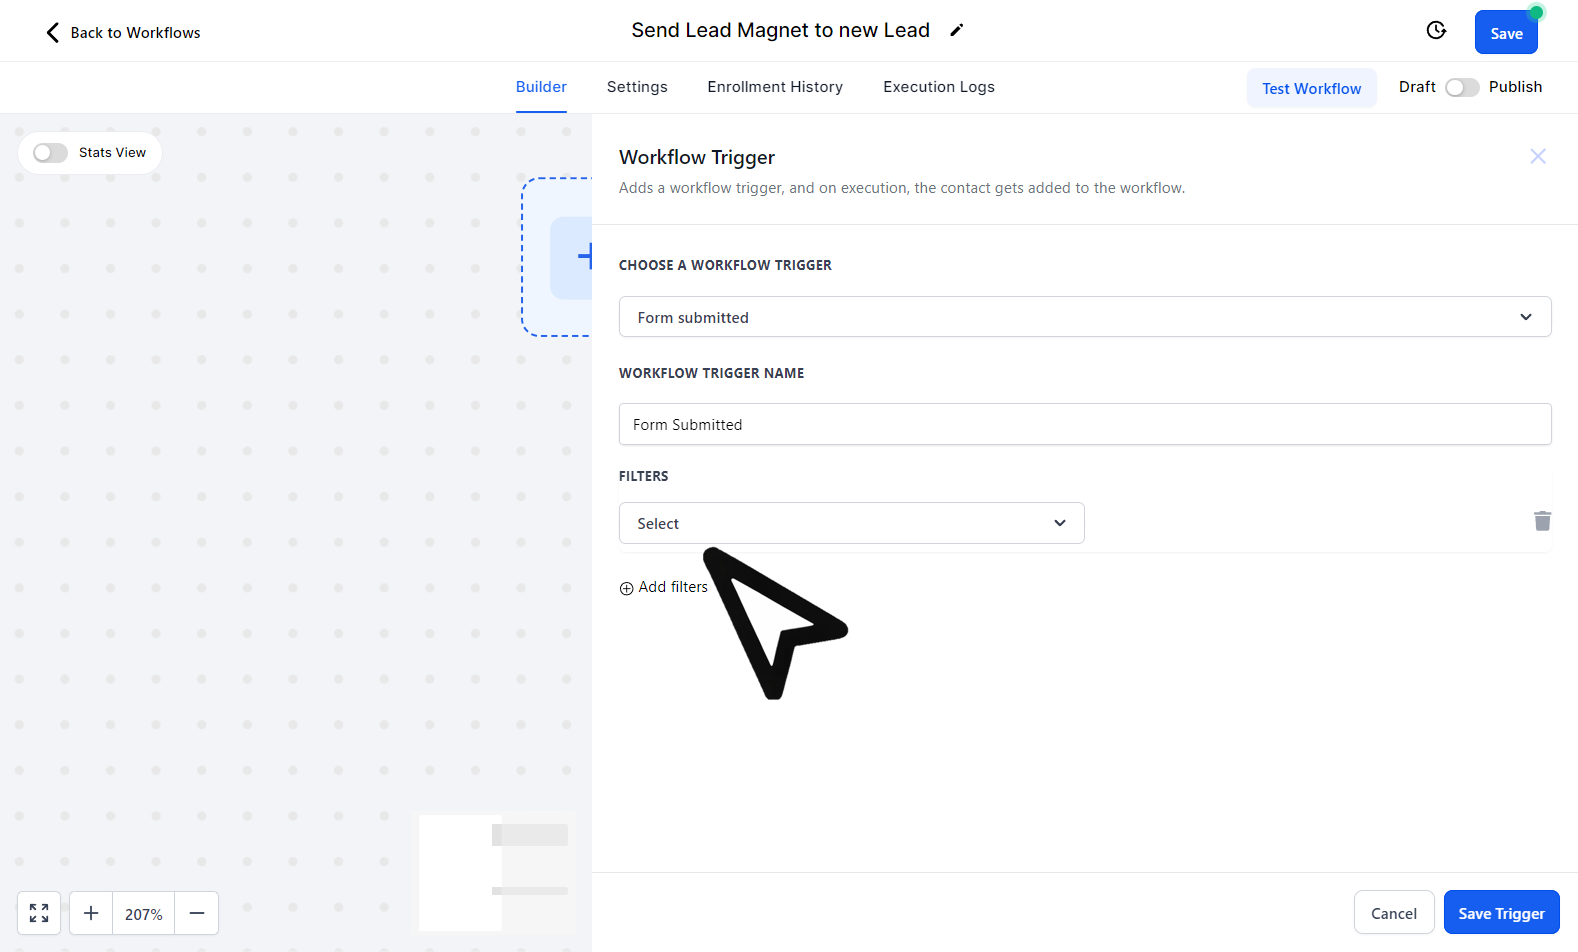 Back to Workflows
Send Lead Magnet to new Lead
Save
Builder
Settings
Enrollment History
Execution Logs
Test Workflow
Draft
Publish
Stats View
Workflow Trigger
Adds a workflow trigger, and on execution, the contact gets added to the workflow.
CHOOSE A WORKFLOW TRIGGER
Form submitted
WORKFLOW TRIGGER NAME
Form Submitted
FILTERS
Select
Add filters
207%
Cancel
Save Trigger